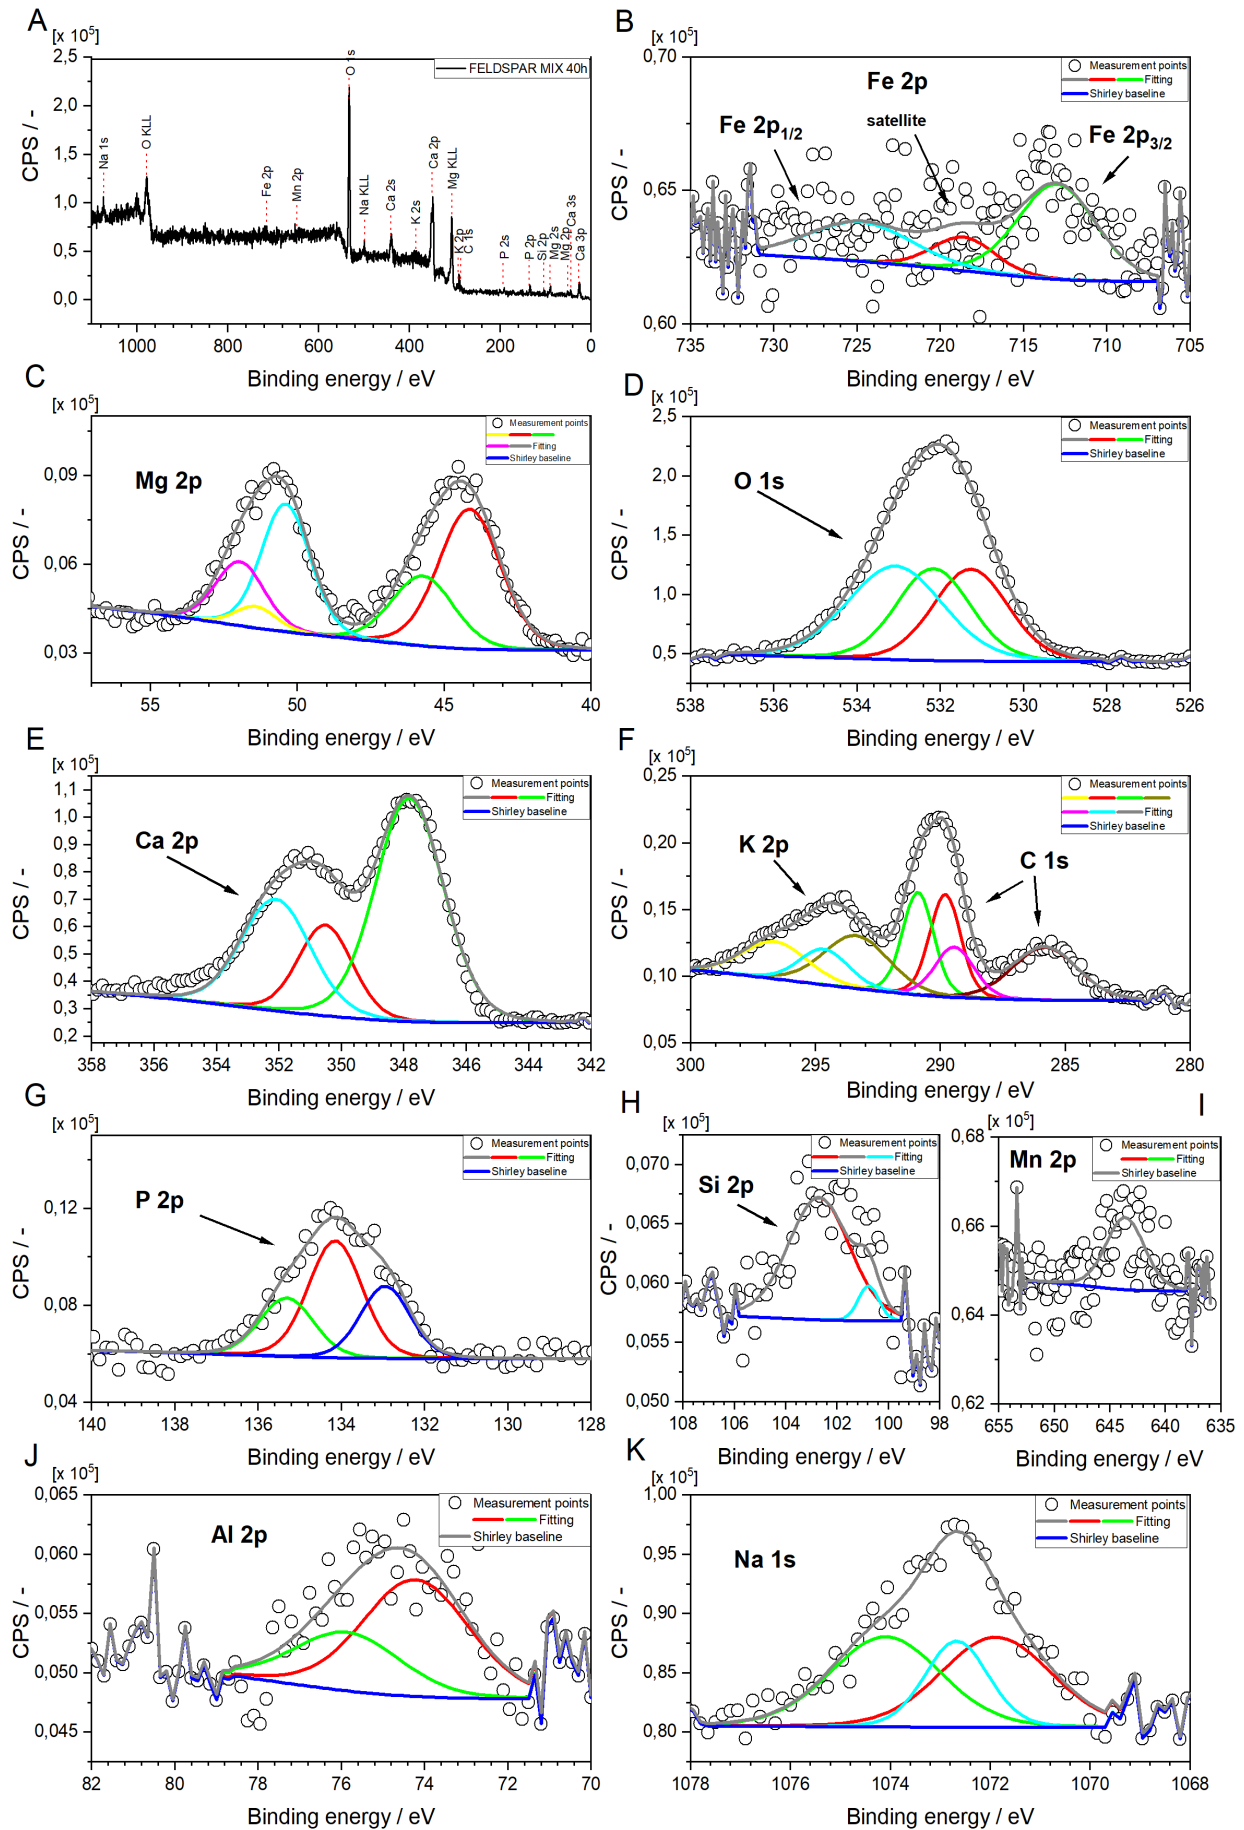 A
[x 10⁵]
2,5
2,0
1,5
1,0
0,5
0,0
CPS / -
FELDSPAR MIX 40h
Na 1s
O KLL
Fe 2p
Mn 2p
O 1s
Na KLL
Ca 2s
K 2s
Ca 2p
Mg KLL
K 2p
C 1s
P 2s
P 2p
Si 2p
Mg 2s
Mg 2p
Ca 3s
Ca 3p
1000 800 600 400 200 0
Binding energy / eV
B
[x 10⁵]
0,70
0,65
0,60
CPS / -
Measurement points
Fitting
Shirley baseline
Fe 2p
Fe 2p1/2
satellite
Fe 2p3/2
735 730 725 720 715 710 705
Binding energy / eV
C
[x 10⁵]
0,09
0,06
0,03
CPS / -
Measurement points
Fitting
Shirley baseline
Mg 2p
55 50 45 40
Binding energy / eV
D
[x 10⁵]
2,5
2,0
1,5
1,0
0,5
CPS / -
Measurement points
Fitting
Shirley baseline
O 1s
538 536 534 532 530 528 526
Binding energy / eV
E
[x 10⁵]
1,1
1,0
0,9
0,8
0,7
0,6
0,5
0,4
0,3
0,2
CPS / -
Measurement points
Fitting
Shirley baseline
Ca 2p
358 356 354 352 350 348 346 344 342
Binding energy / eV
F
[x 10⁵]
0,25
0,20
0,15
0,10
0,05
CPS / -
Measurement points
Fitting
Shirley baseline
K 2p
C 1s
300 295 290 285 280
Binding energy / eV
G
[x 10⁵]
0,12
0,08
0,04
CPS / -
Measurement points
Fitting
Shirley baseline
P 2p
140 138 136 134 132 130 128
Binding energy / eV
H
[x 10⁵]
0,070
0,065
0,060
0,055
0,050
CPS / -
Measurement points
Fitting
Shirley baseline
Si 2p
108 106 104 102 100 98
Binding energy / eV
I
[x 10⁵]
0,68
0,66
0,64
0,62
Measurement points
Fitting
Shirley baseline
Mn 2p
655 650 645 640 635
Binding energy / eV
J
[x 10⁵]
0,065
0,060
0,055
0,050
0,045
CPS / -
Measurement points
Fitting
Shirley baseline
Al 2p
82 80 78 76 74 72 70
Binding energy / eV
K
[x 10⁵]
1,00
0,95
0,90
0,85
0,80
CPS / -
Measurement points
Fitting
Shirley baseline
Na 1s
1078 1076 1074 1072 1070 1068
Binding energy / eV